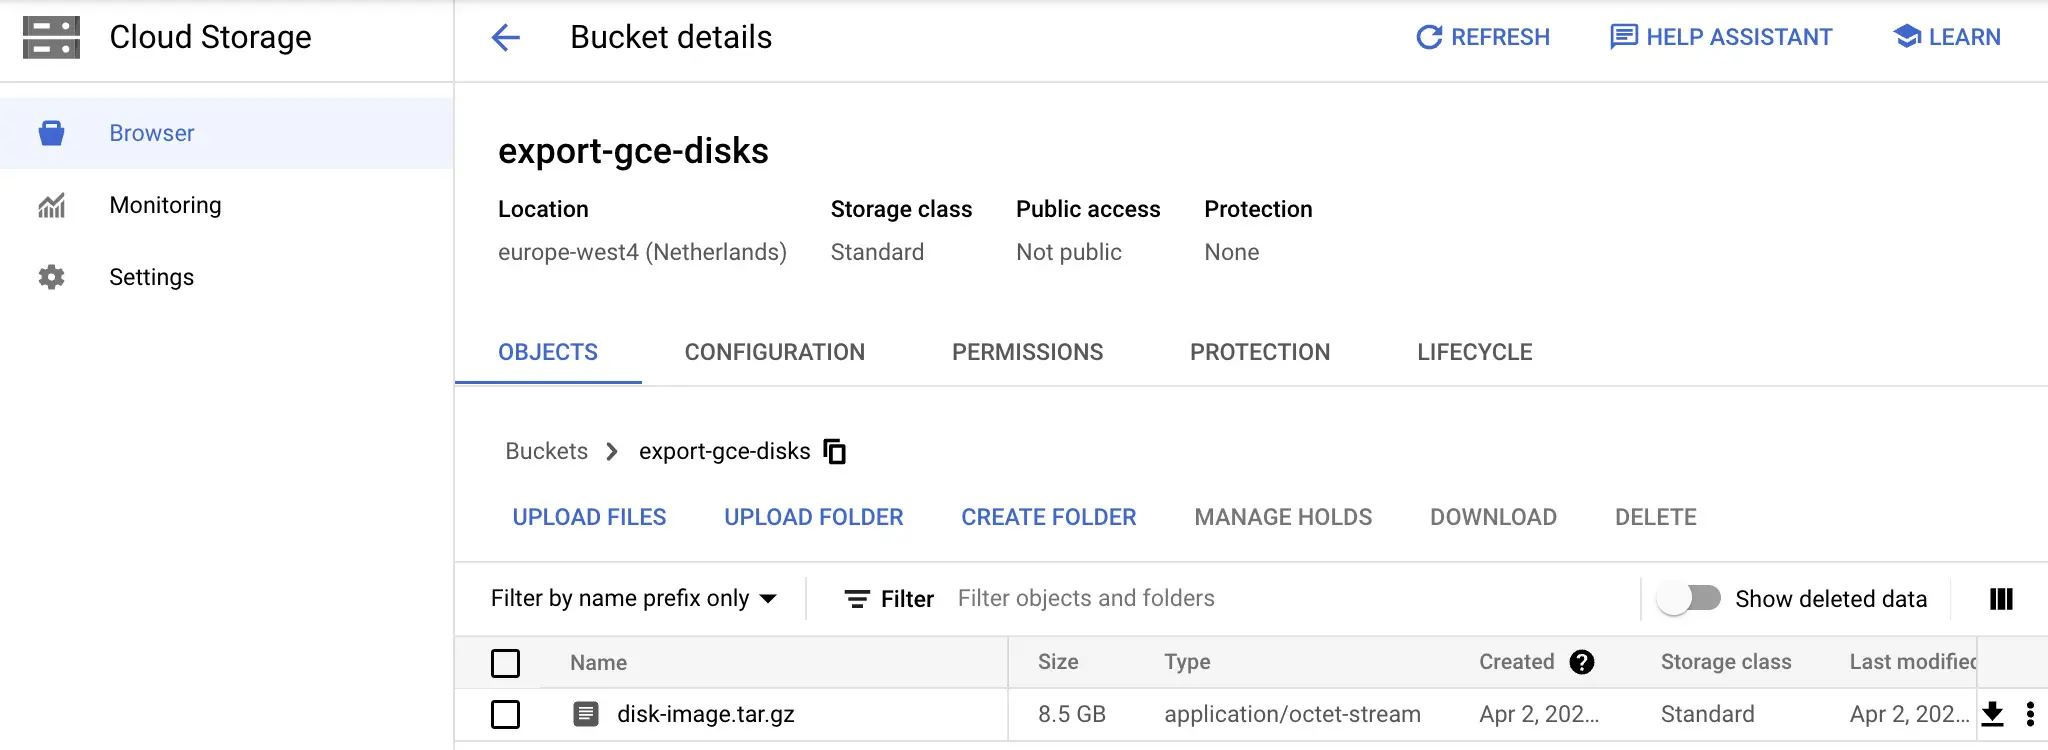 Cloud Storage
Bucket details
REFRESH
HELP ASSISTANT
LEARN
Browser
Monitoring
Settings
export-gce-disks
Location
Storage class
Public access
Protection
europe-west4 (Netherlands)
Standard
Not public
None
OBJECTS
CONFIGURATION
PERMISSIONS
PROTECTION
LIFECYCLE
Buckets
export-gce-disks
UPLOAD FILES
UPLOAD FOLDER
CREATE FOLDER
MANAGE HOLDS
DOWNLOAD
DELETE
Filter by name prefix only
Filter
Filter objects and folders
Show deleted data
Name
Size
Type
Created
?
Storage class
Last modified
disk-image.tar.gz
8.5 GB
application/octet-stream
Apr 2, 202...
Standard
Apr 2, 202...